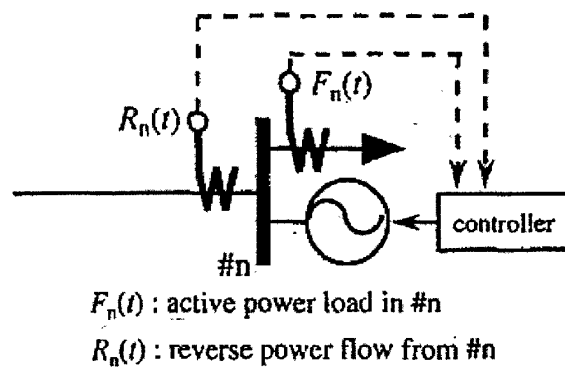 Fn(t)
Rn(t)
controller
#n
Fn(t) : active power load in #n
Rn(t) : reverse power flow from #n